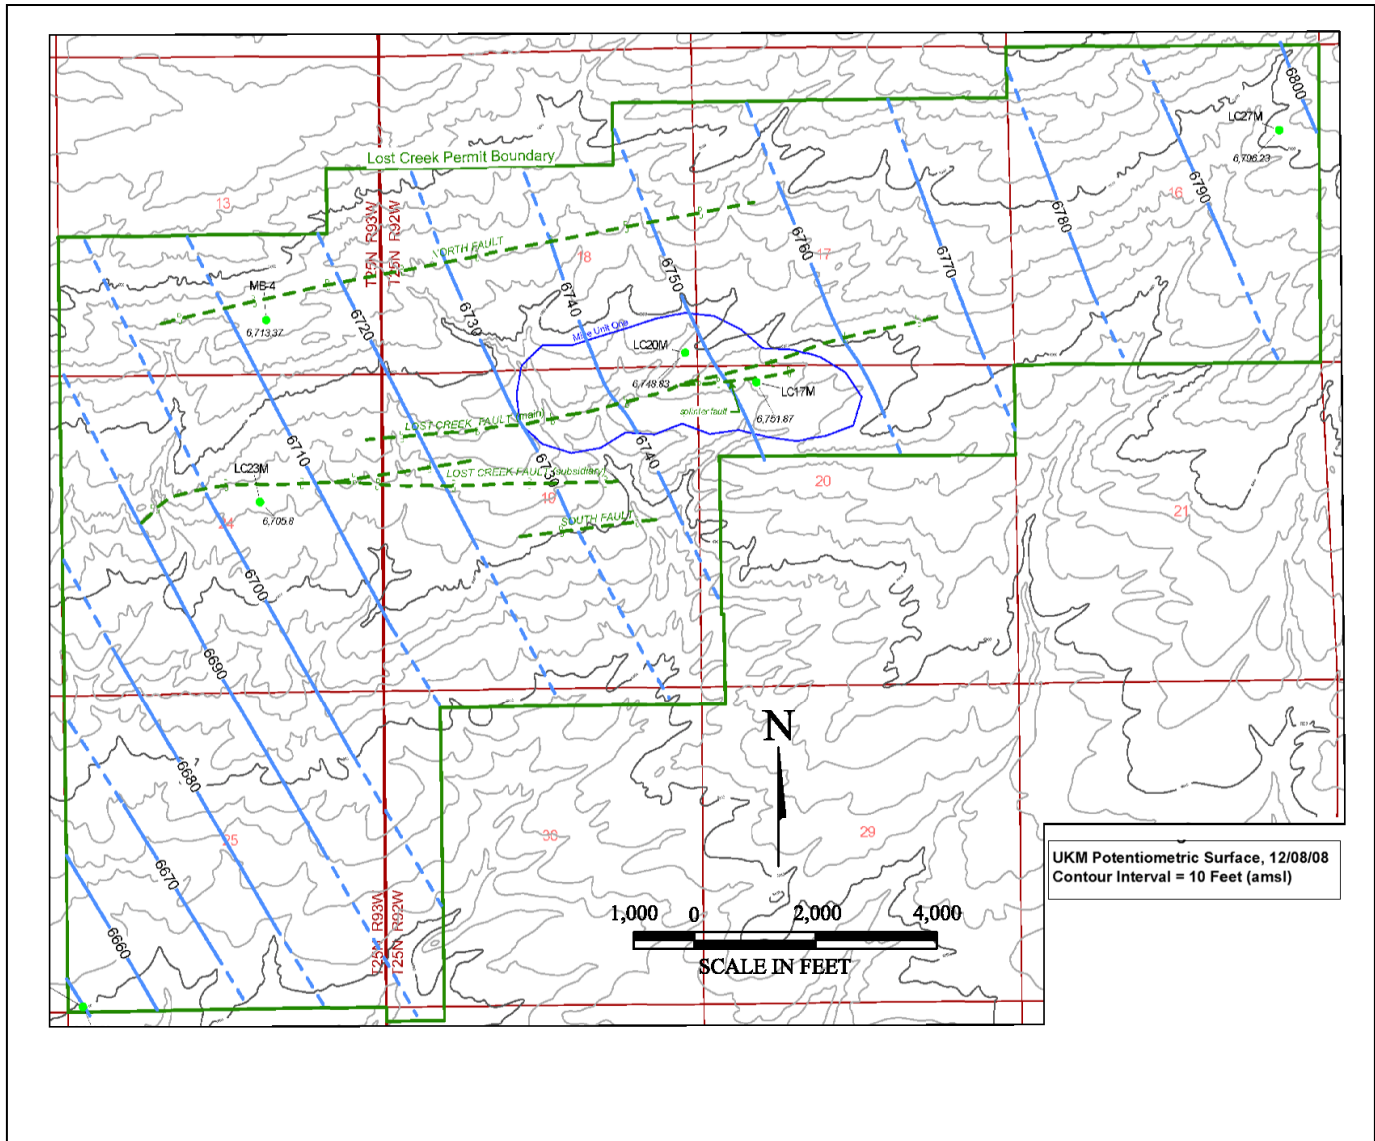 6800
LC27M
6,796.23
Lost Creek Permit Boundary
13
T25N R93W
T25N R92W
16
6790
6780
NORTH FAULT
18
17
6760
6770
6750
6740
6730
6720
MB-4
6,713.37
Mine Unit One
LC20M
6,748.83
LC17M
6,751.87
splinter fault
LOST CREEK FAULT (main)
6710
6740
6730
LC23M
6,705.8
LOST CREEK FAULT (subsidiary)
19
20
21
24
SOUTH FAULT
6700
6690
6680
N
25
30
29
6670
6660
T25N R93W
T25N R92W
1,000 0 2,000 4,000
SCALE IN FEET
UKM Potentiometric Surface, 12/08/08
Contour Interval = 10 Feet (amsl)